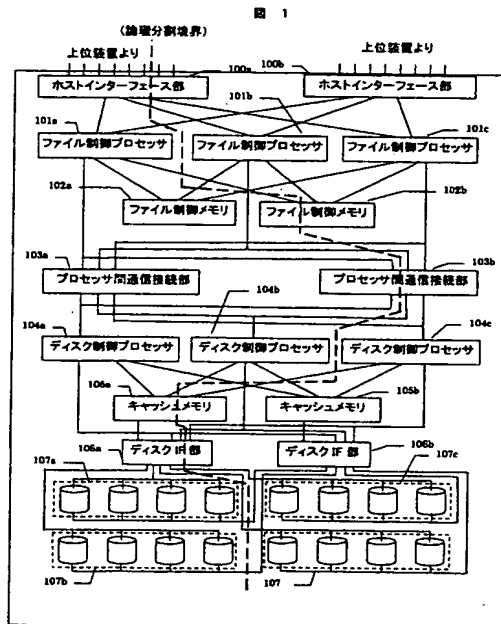 図 1
(論理分割境界)
上位装置より
上位装置より
100a
100b
ホストインターフェース部
ホストインターフェース部
101a
101b
101c
ファイル制御プロセッサ
ファイル制御プロセッサ
ファイル制御プロセッサ
102a
102b
ファイル制御メモリ
ファイル制御メモリ
103a
103b
プロセッサ間通信接続部
プロセッサ間通信接続部
104a
104b
104c
ディスク制御プロセッサ
ディスク制御プロセッサ
ディスク制御プロセッサ
105a
105b
キャッシュメモリ
キャッシュメモリ
106a
106b
ディスクIF部
ディスクIF部
107a
107c
107b
107